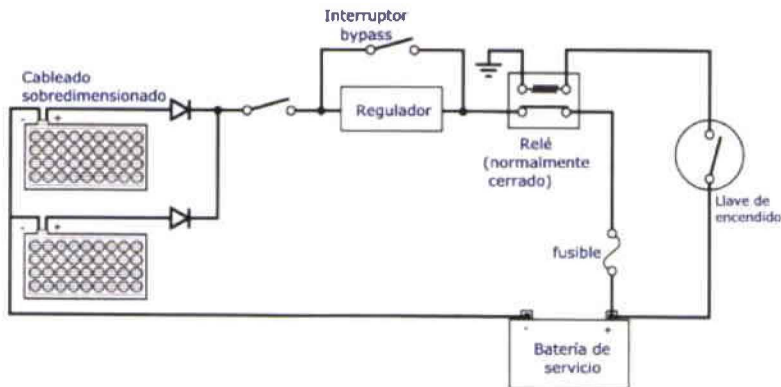 Interruptor
bypass
Cableado
sobredimensionado
- +
Regulador
Relé
(normalmente
cerrado)
Llave de
encendido
- +
fusible
- +
Batería de
servicio